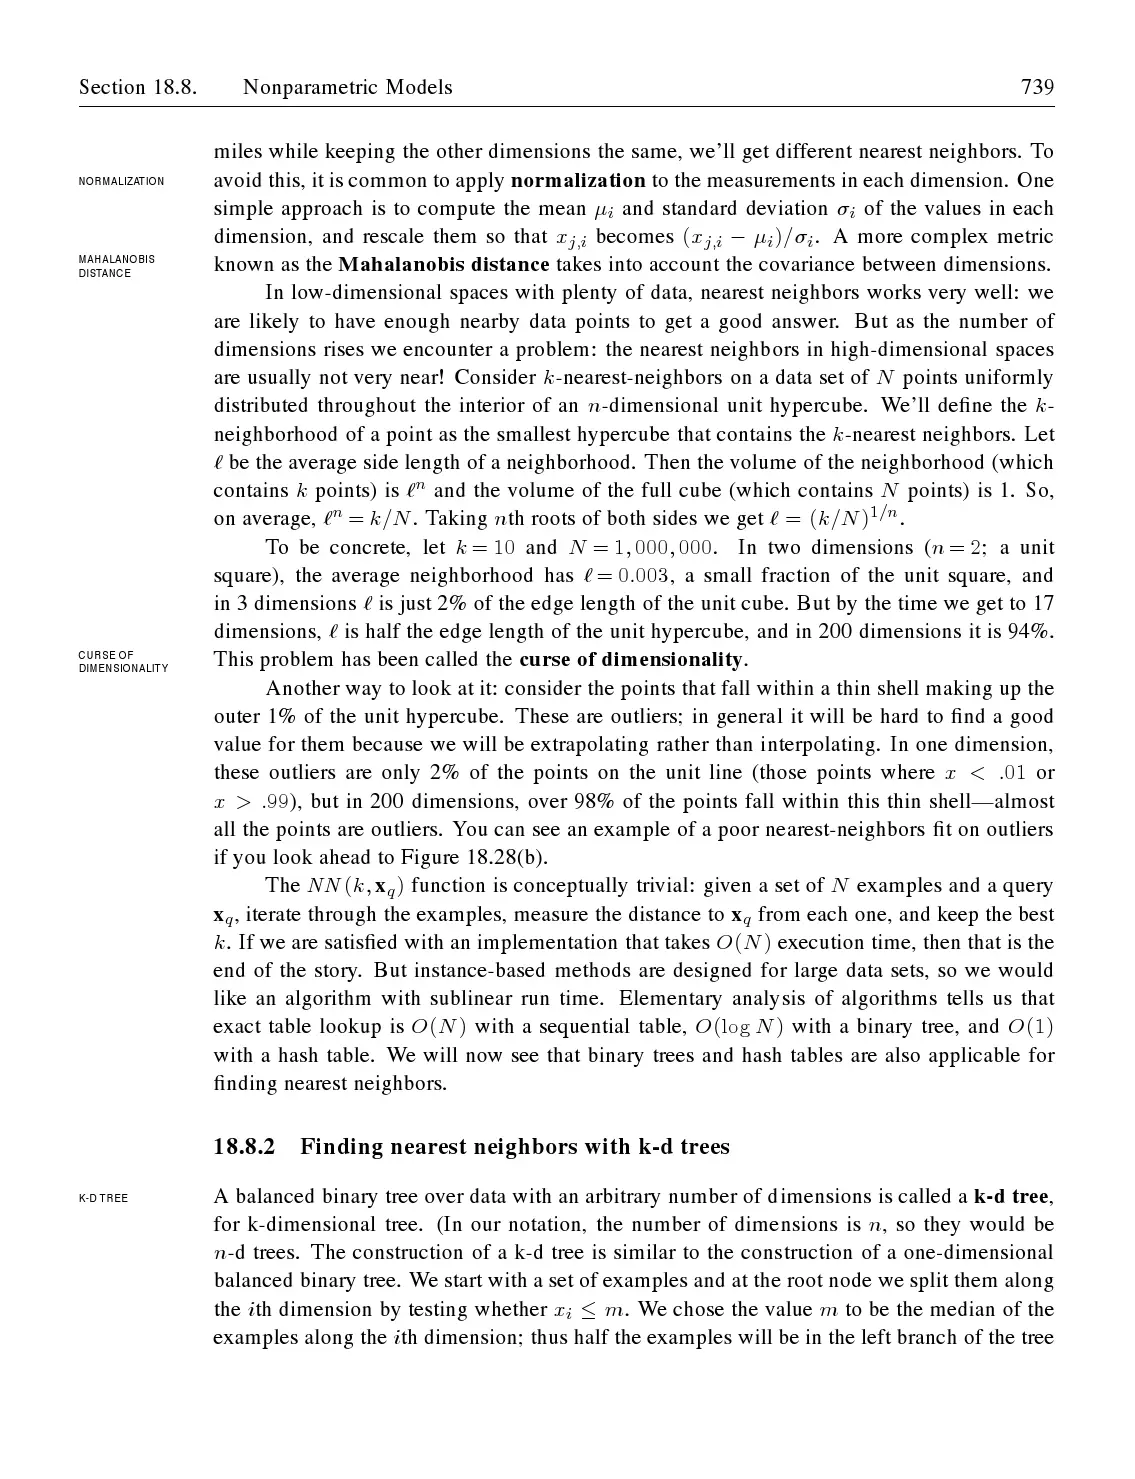 Section 18.8. Nonparametric Models 739
miles while keeping the other dimensions the same, we'll get different nearest neighbors. To
NORMALIZATION
avoid this, it is common to apply normalization to the measurements in each dimension. One
simple approach is to compute the mean μi and standard deviation σi of the values in each
dimension, and rescale them so that xj,i becomes (xj,i − μi)/σi. A more complex metric
MAHALANOBIS
DISTANCE
known as the Mahalanobis distance takes into account the covariance between dimensions.
In low-dimensional spaces with plenty of data, nearest neighbors works very well: we
are likely to have enough nearby data points to get a good answer. But as the number of
dimensions rises we encounter a problem: the nearest neighbors in high-dimensional spaces
are usually not very near! Consider k-nearest-neighbors on a data set of N points uniformly
distributed throughout the interior of an n-dimensional unit hypercube. We'll define the k-
neighborhood of a point as the smallest hypercube that contains the k-nearest neighbors. Let
ℓ be the average side length of a neighborhood. Then the volume of the neighborhood (which
contains k points) is ℓ^n and the volume of the full cube (which contains N points) is 1. So,
on average, ℓ^n = k/N. Taking nth roots of both sides we get ℓ = (k/N)^1/n.
To be concrete, let k = 10 and N = 1,000,000. In two dimensions (n = 2; a unit
square), the average neighborhood has ℓ = 0.003, a small fraction of the unit square, and
in 3 dimensions ℓ is just 2% of the edge length of the unit cube. But by the time we get to 17
dimensions, ℓ is half the edge length of the unit hypercube, and in 200 dimensions it is 94%.
CURSE OF
DIMENSIONALITY
This problem has been called the curse of dimensionality.
Another way to look at it: consider the points that fall within a thin shell making up the
outer 1% of the unit hypercube. These are outliers; in general it will be hard to find a good
value for them because we will be extrapolating rather than interpolating. In one dimension,
these outliers are only 2% of the points on the unit line (those points where x < .01 or
x > .99), but in 200 dimensions, over 98% of the points fall within this thin shell—almost
all the points are outliers. You can see an example of a poor nearest-neighbors fit on outliers
if you look ahead to Figure 18.28(b).
The NN(k, xq) function is conceptually trivial: given a set of N examples and a query
xq, iterate through the examples, measure the distance to xq from each one, and keep the best
k. If we are satisfied with an implementation that takes O(N) execution time, then that is the
end of the story. But instance-based methods are designed for large data sets, so we would
like an algorithm with sublinear run time. Elementary analysis of algorithms tells us that
exact table lookup is O(N) with a sequential table, O(log N) with a binary tree, and O(1)
with a hash table. We will now see that binary trees and hash tables are also applicable for
finding nearest neighbors.
18.8.2 Finding nearest neighbors with k-d trees
K-D TREE
A balanced binary tree over data with an arbitrary number of dimensions is called a k-d tree,
for k-dimensional tree. (In our notation, the number of dimensions is n, so they would be
n-d trees. The construction of a k-d tree is similar to the construction of a one-dimensional
balanced binary tree. We start with a set of examples and at the root node we split them along
the ith dimension by testing whether xi ≤ m. We chose the value m to be the median of the
examples along the ith dimension; thus half the examples will be in the left branch of the tree